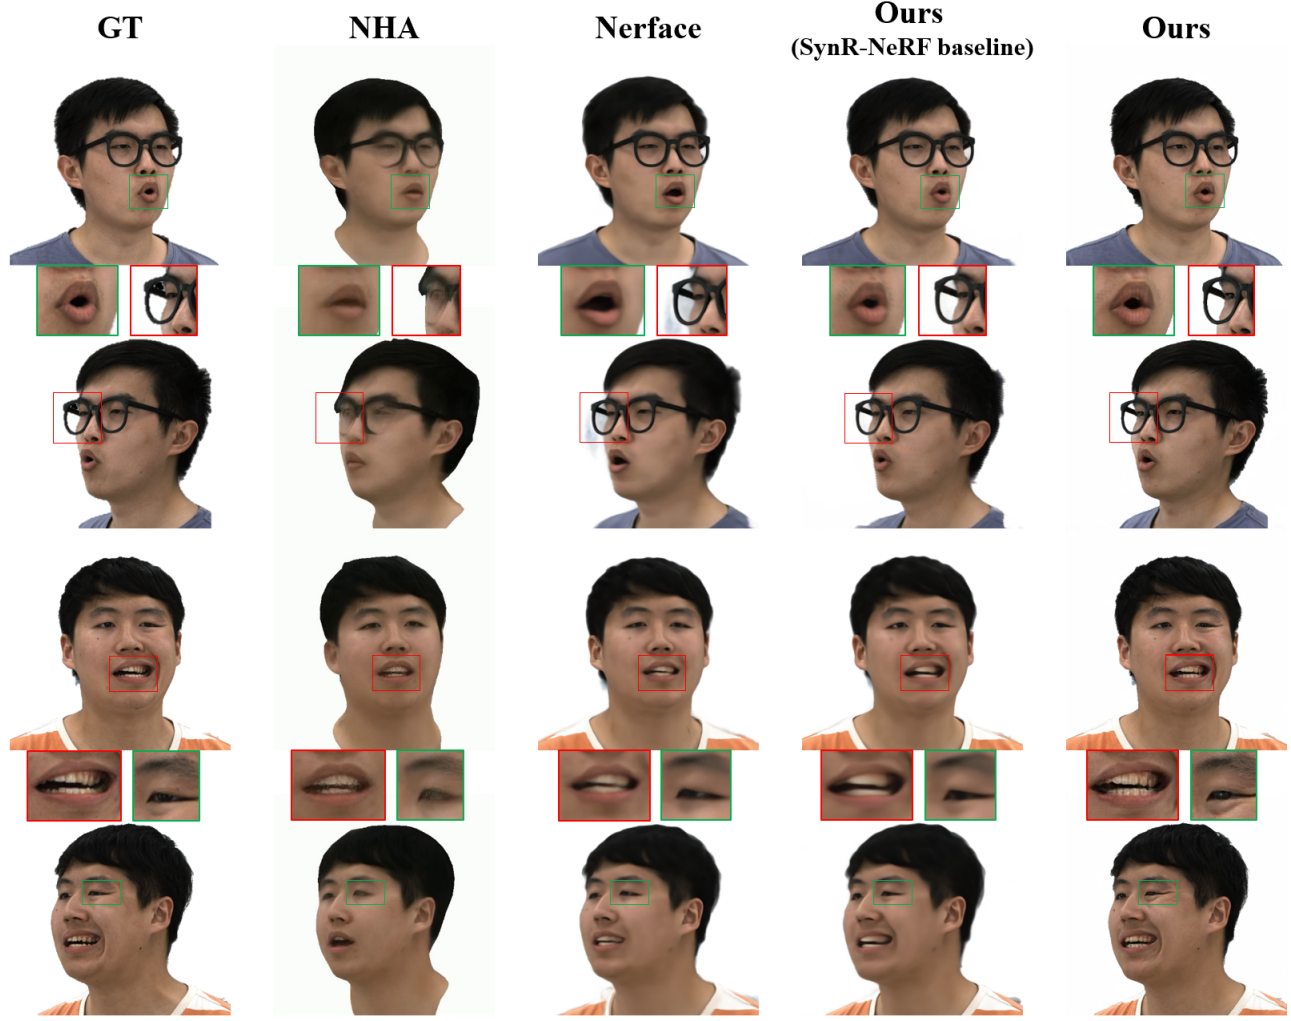 GT
NHA
Nerface
Ours
(SynR-NeRF baseline)
Ours